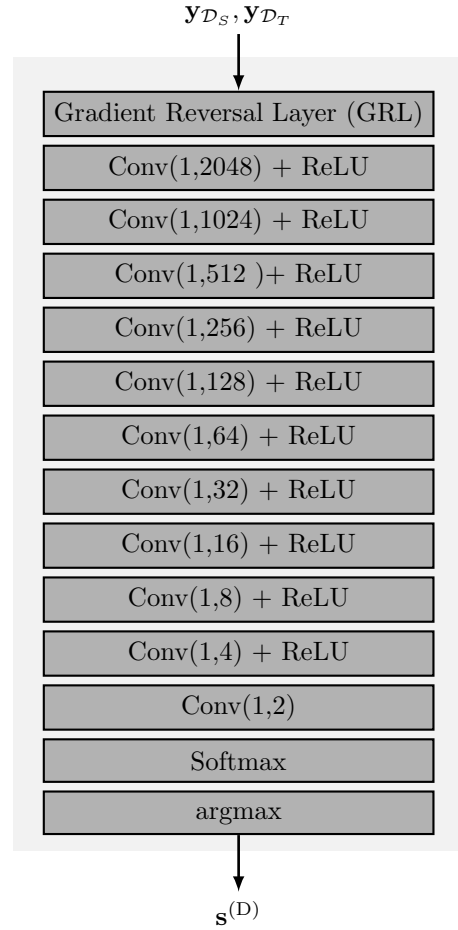 𝐲_{𝒟_S}, 𝐲_{𝒟_T}
Gradient Reversal Layer (GRL)
Conv(1,2048) + ReLU
Conv(1,1024) + ReLU
Conv(1,512 )+ ReLU
Conv(1,256) + ReLU
Conv(1,128) + ReLU
Conv(1,64) + ReLU
Conv(1,32) + ReLU
Conv(1,16) + ReLU
Conv(1,8) + ReLU
Conv(1,4) + ReLU
Conv(1,2)
Softmax
argmax
𝐬^{(D)}